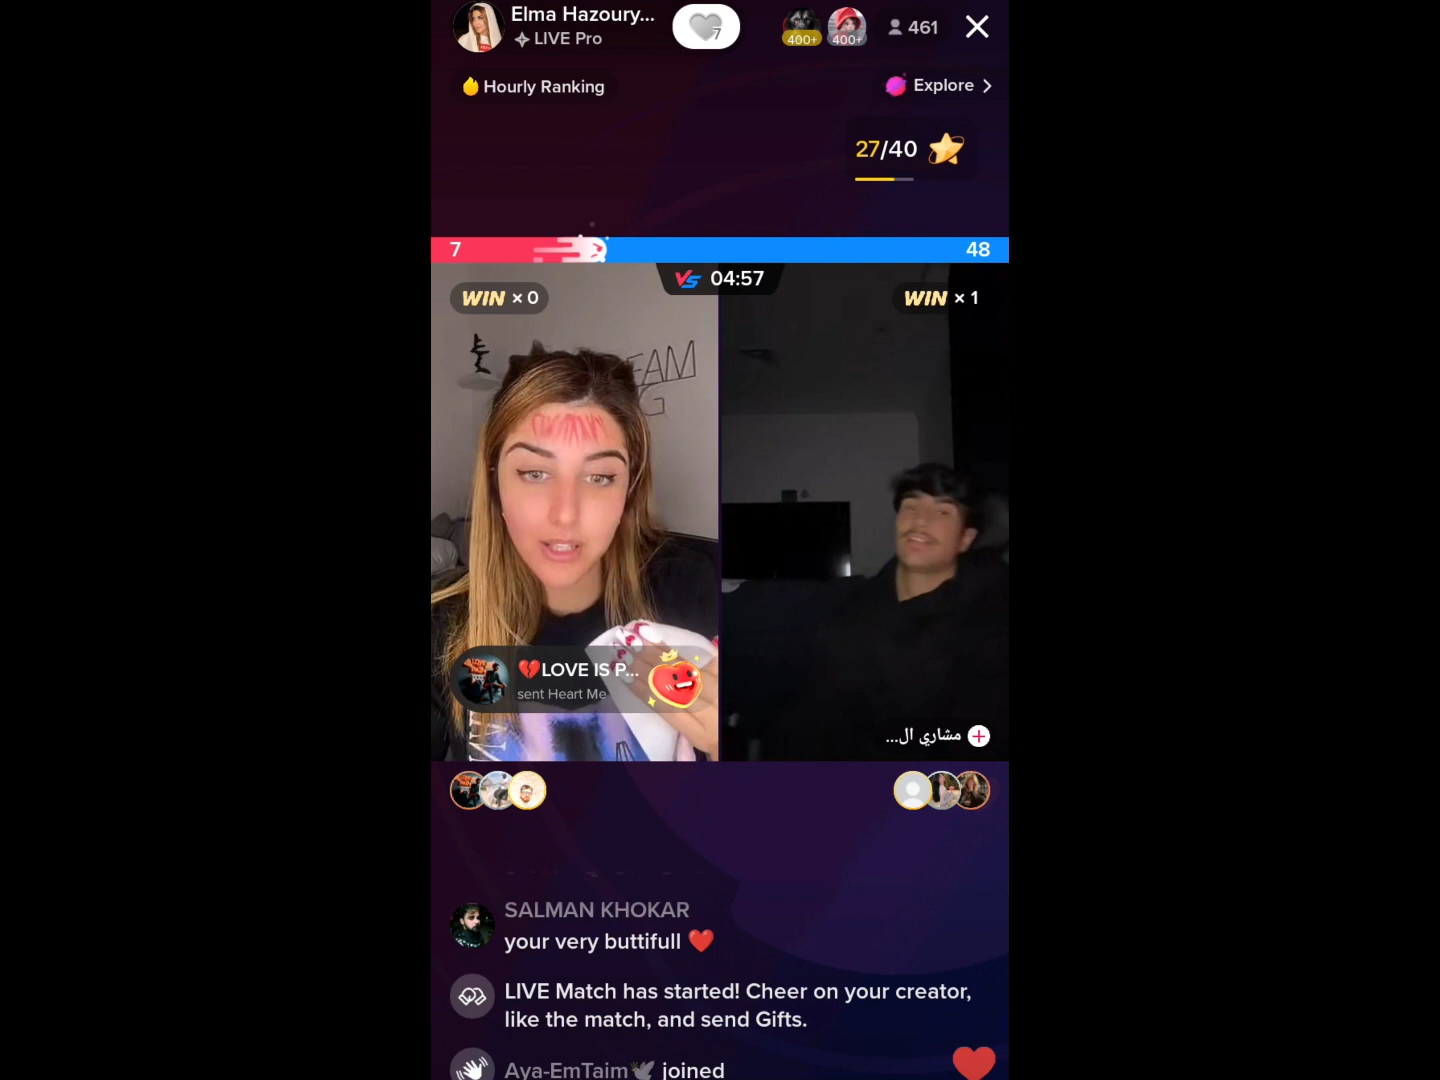 Elma Hazoury...
LIVE Pro
7
400+
400+
461
Hourly Ranking
Explore
27/40
7
48
VS 04:57
WIN × 0
WIN × 1
💔LOVE IS P...
sent Heart Me
مشاري ال...
SALMAN KHOKAR
your very buttifull ❤️
LIVE Match has started! Cheer on your creator,
like the match, and send Gifts.
Aya-EmTaim🕊 joined